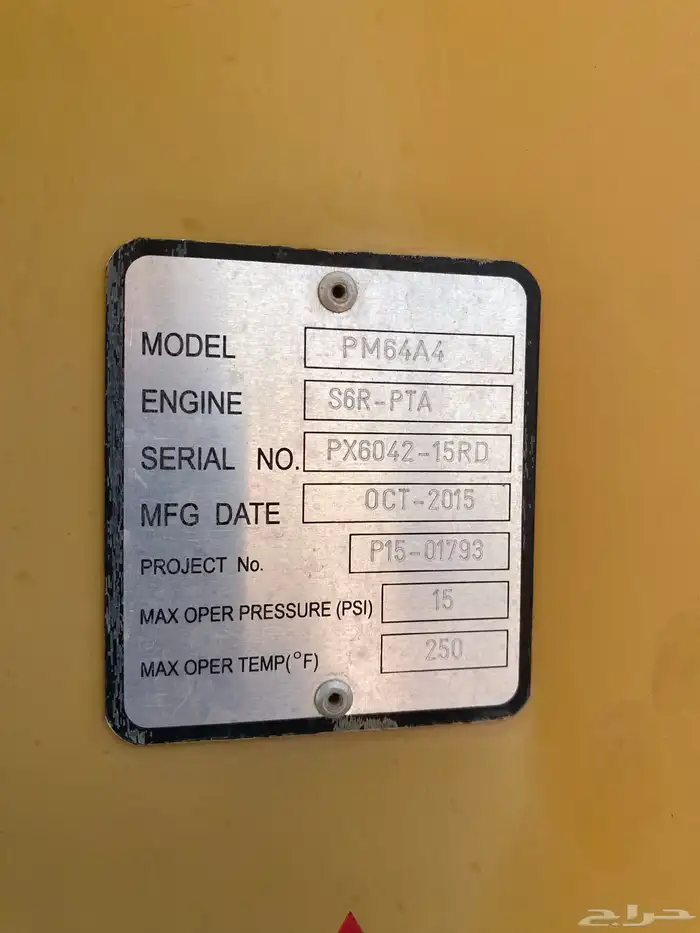 MODEL PM64A4
ENGINE S6R-PTA
SERIAL NO. PX6042-15RD
MFG DATE OCT-2015
PROJECT No. P15-01793
MAX OPER PRESSURE (PSI) 15
MAX OPER TEMP(°F) 250
حراج